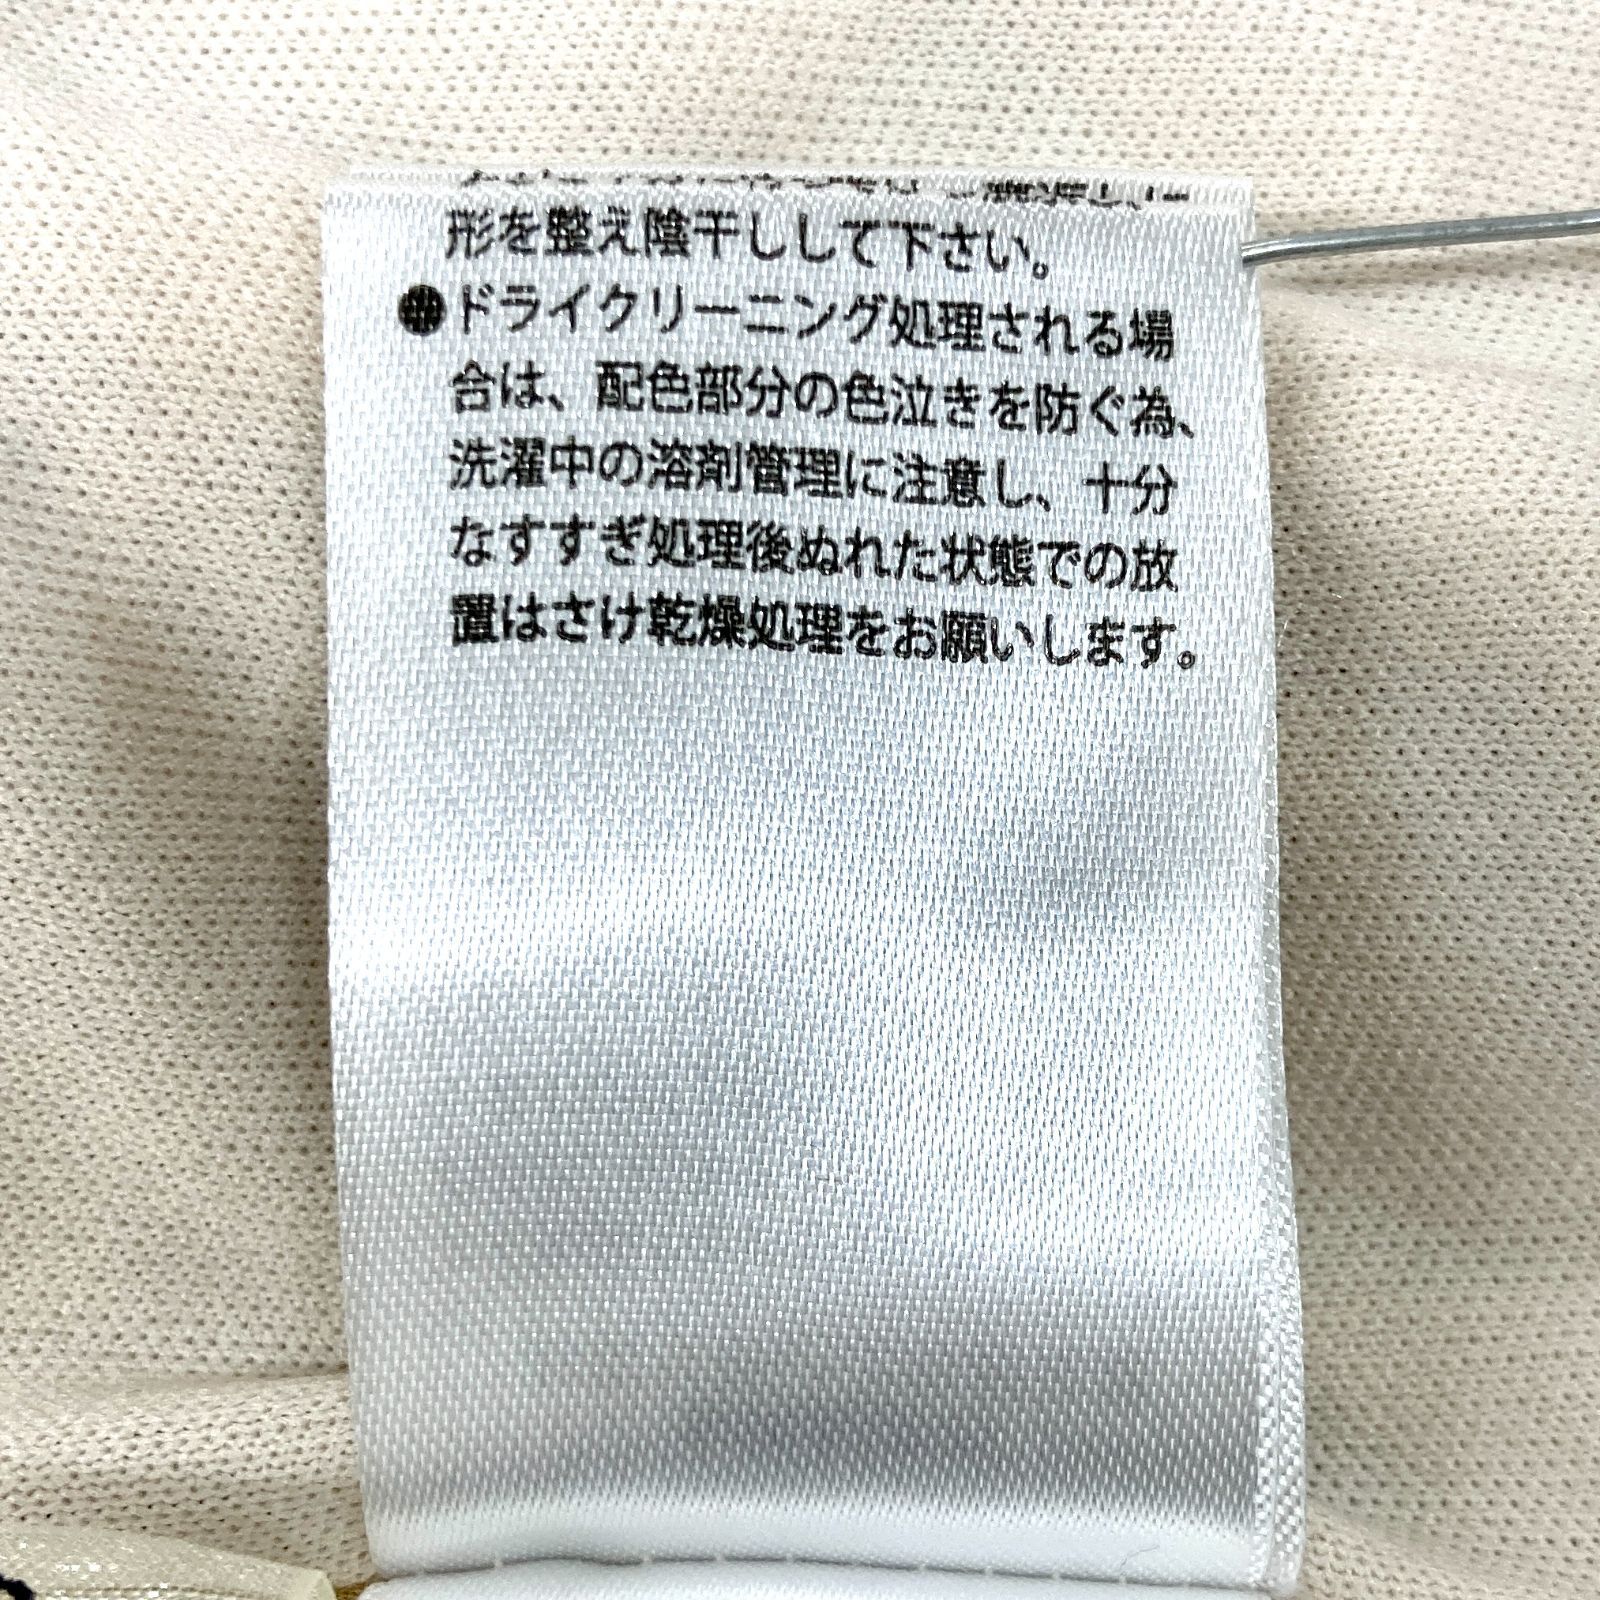 形を整え陰干しして下さい。
●ドライクリーニング処理される場
合は、配色部分の色泣きを防ぐ為、
洗濯中の溶剤管理に注意し、十分
なすすぎ処理後ぬれた状態での放
置はさけ乾燥処理をお願いします。